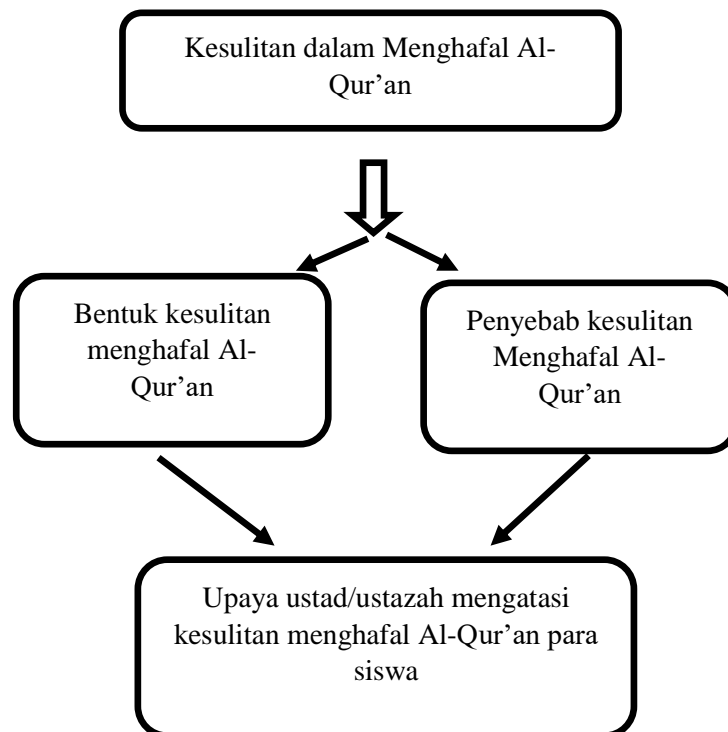 Kesulitan dalam Menghafal Al-
Qur’an
Bentuk kesulitan
menghafal Al-
Qur’an
Penyebab kesulitan
Menghafal Al-
Qur’an
Upaya ustad/ustazah mengatasi
kesulitan menghafal Al-Qur’an para
siswa